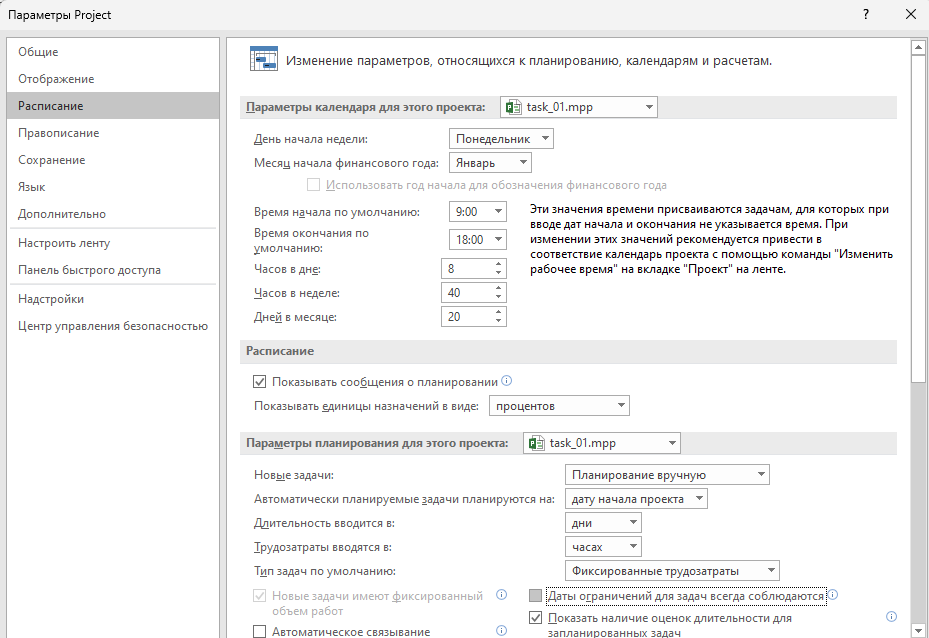 Параметры Project
?
Общие
Отображение
Расписание
Правописание
Сохранение
Язык
Дополнительно
Настроить ленту
Панель быстрого доступа
Надстройки
Центр управления безопасностью
Изменение параметров, относящихся к планированию, календарям и расчетам.
Параметры календаря для этого проекта: task_01.mpp
День начала недели: Понедельник
Месяц начала финансового года: Январь
Использовать год начала для обозначения финансового года
Время начала по умолчанию: 9:00
Время окончания по
умолчанию: 18:00
Часов в дне: 8
Часов в неделе: 40
Дней в месяце: 20
Эти значения времени присваиваются задачам, для которых при
вводе дат начала и окончания не указывается время. При
изменении этих значений рекомендуется привести в
соответствие календарь проекта с помощью команды "Изменить
рабочее время" на вкладке "Проект" на ленте.
Расписание
Показывать сообщения о планировании
Показывать единицы назначений в виде: процентов
Параметры планирования для этого проекта: task_01.mpp
Новые задачи: Планирование вручную
Автоматически планируемые задачи планируются на: дату начала проекта
Длительность вводится в: дни
Трудозатраты вводятся в: часах
Тип задач по умолчанию: Фиксированные трудозатраты
Новые задачи имеют фиксированный
объем работ
Автоматическое связывание
Даты ограничений для задач всегда соблюдаются
Показать наличие оценок длительности для
запланированных задач